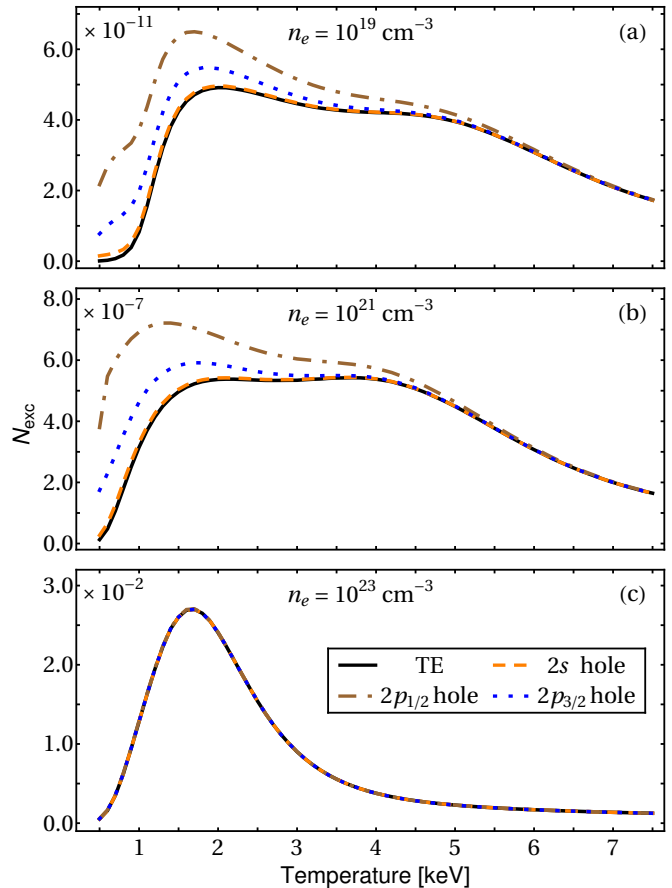 × 10⁻¹¹ nₑ = 10¹⁹ cm⁻³ (a)
6.0
4.0
2.0
0.0
× 10⁻⁷ nₑ = 10²¹ cm⁻³ (b)
8.0
6.0
4.0
2.0
0.0
N_exc
× 10⁻² nₑ = 10²³ cm⁻³ (c)
3.0
2.0
1.0
0.0
TE 2s hole
2p₁/₂ hole 2p₃/₂ hole
1 2 3 4 5 6 7
Temperature [keV]